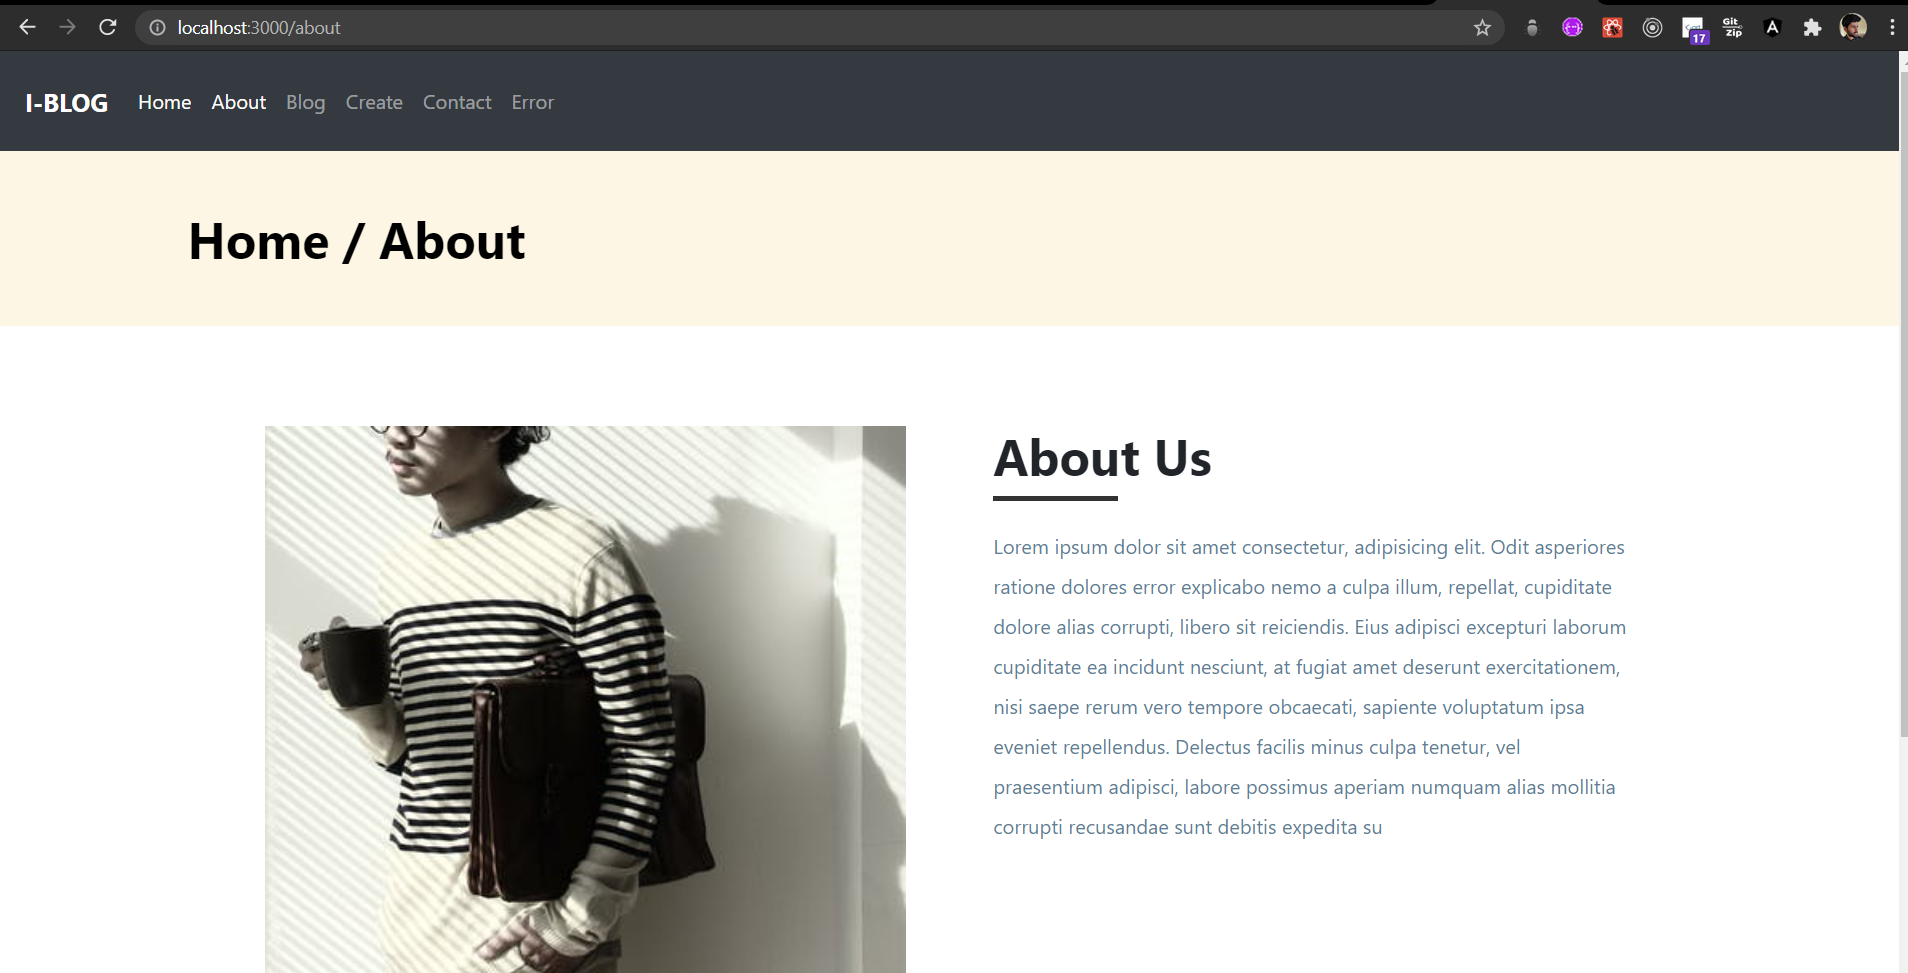 localhost:3000/about
17
Git
Zip
A
I-BLOG Home About Blog Create Contact Error
Home / About
About Us
Lorem ipsum dolor sit amet consectetur, adipisicing elit. Odit asperiores
ratione dolores error explicabo nemo a culpa illum, repellat, cupiditate
dolore alias corrupti, libero sit reiciendis. Eius adipisci excepturi laborum
cupiditate ea incidunt nesciunt, at fugiat amet deserunt exercitationem,
nisi saepe rerum vero tempore obcaecati, sapiente voluptatum ipsa
eveniet repellendus. Delectus facilis minus culpa tenetur, vel
praesentium adipisci, labore possimus aperiam numquam alias mollitia
corrupti recusandae sunt debitis expedita su